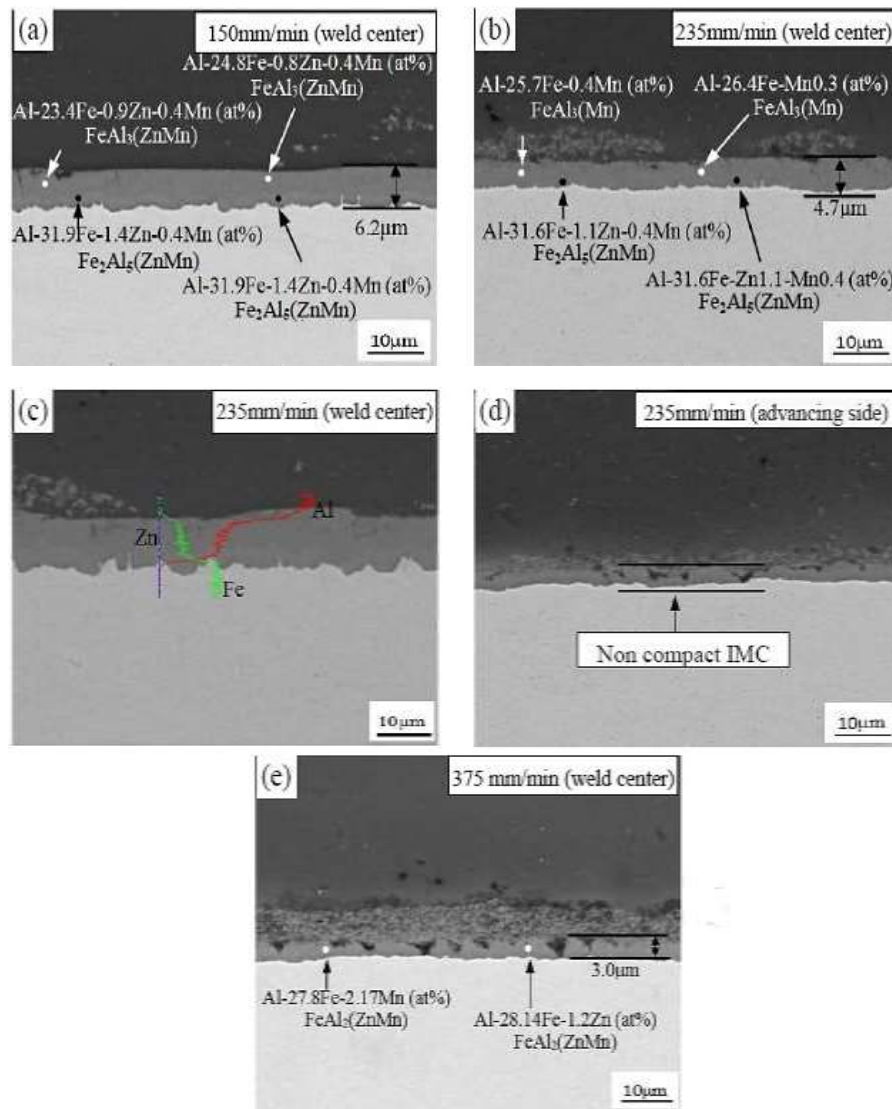 (a)
150mm/min (weld center)
Al-24.8Fe-0.8Zn-0.4Mn (at%)
FeAl₃(ZnMn)
Al-23.4Fe-0.9Zn-0.4Mn (at%)
FeAl₃(ZnMn)
6.2μm
Al-31.9Fe-1.4Zn-0.4Mn (at%)
Fe₂Al₅(ZnMn)
Al-31.9Fe-1.4Zn-0.4Mn (at%)
Fe₂Al₅(ZnMn)
10μm
(b)
235mm/min (weld center)
Al-25.7Fe-0.4Mn (at%)
FeAl₃(Mn)
Al-26.4Fe-Mn0.3 (at%)
FeAl₃(Mn)
4.7μm
Al-31.6Fe-1.1Zn-0.4Mn (at%)
Fe₂Al₅(ZnMn)
Al-31.6Fe-Zn1.1-Mn0.4 (at%)
Fe₂Al₅(ZnMn)
10μm
(c)
235mm/min (weld center)
Al
Zn
Fe
10μm
(d)
235mm/min (advancing side)
Non compact IMC
10μm
(e)
375 mm/min (weld center)
3.0μm
Al-27.8Fe-2.17Mn (at%)
FeAl₃(ZnMn)
Al-28.14Fe-1.2Zn (at%)
FeAl₃(ZnMn)
10μm